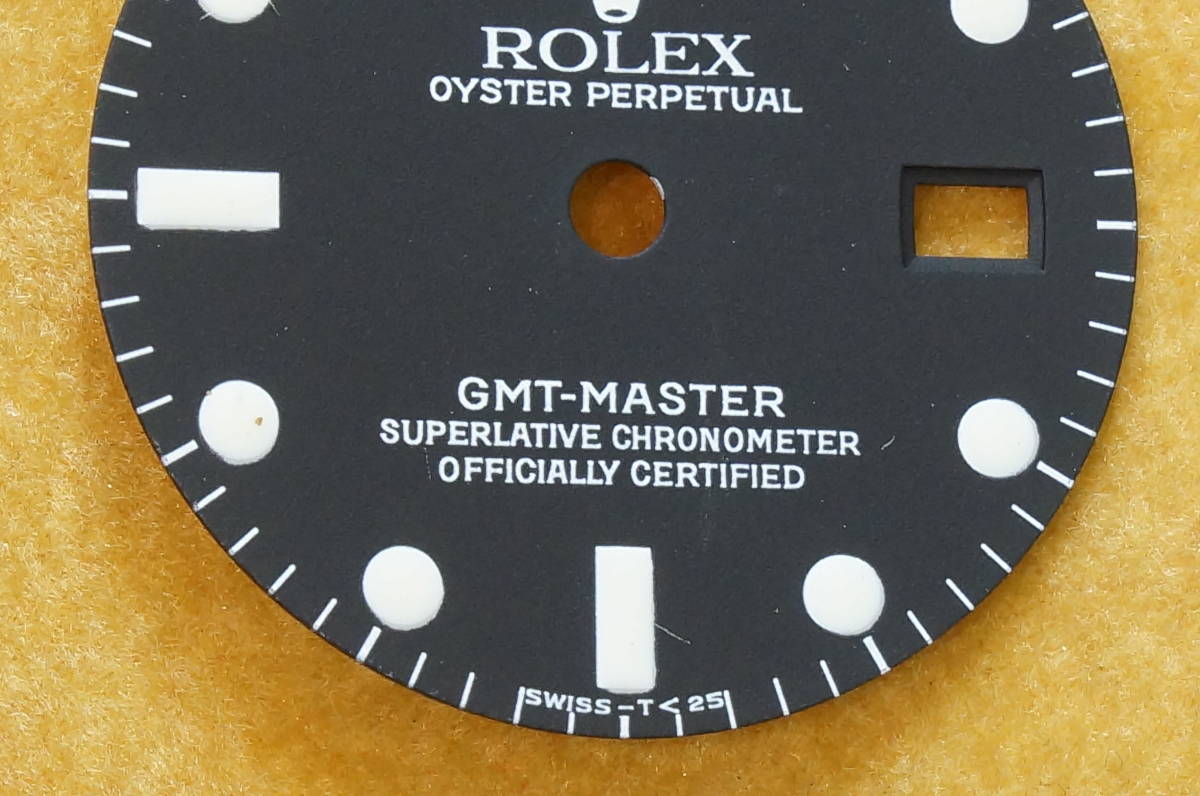 ROLEX
OYSTER PERPETUAL
GMT-MASTER
SUPERLATIVE CHRONOMETER
OFFICIALLY CERTIFIED
SWISS-T<25